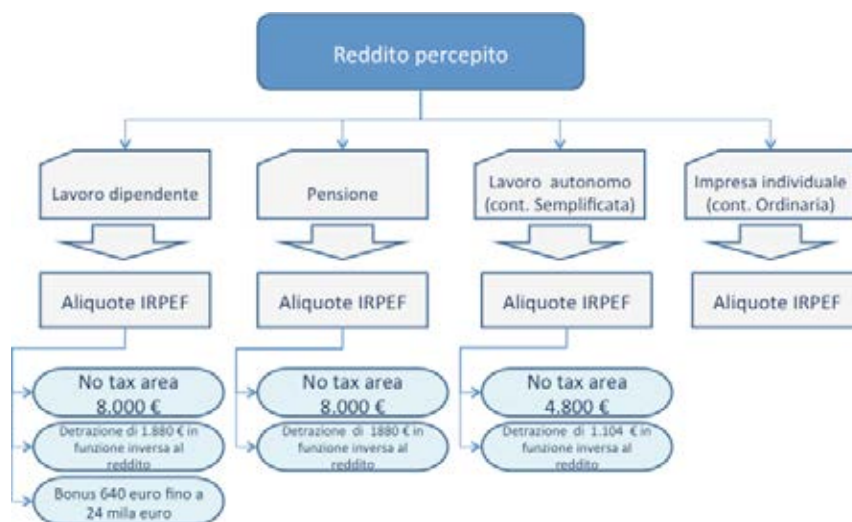 Reddito percepito
Lavoro dipendente
Pensione
Lavoro autonomo
(cont. Semplificata)
Impresa individuale
(cont. Ordinaria)
Aliquote IRPEF
Aliquote IRPEF
Aliquote IRPEF
Aliquote IRPEF
No tax area
8.000 €
Detrazione di 1.880 € in
funzione inversa al
reddito
Bonus 640 euro fino a
24 mila euro
No tax area
8.000 €
Detrazione di 1880 € in
funzione inversa al
reddito
No tax area
4.800 €
Detrazione di 1.104 € in
funzione inversa al
reddito